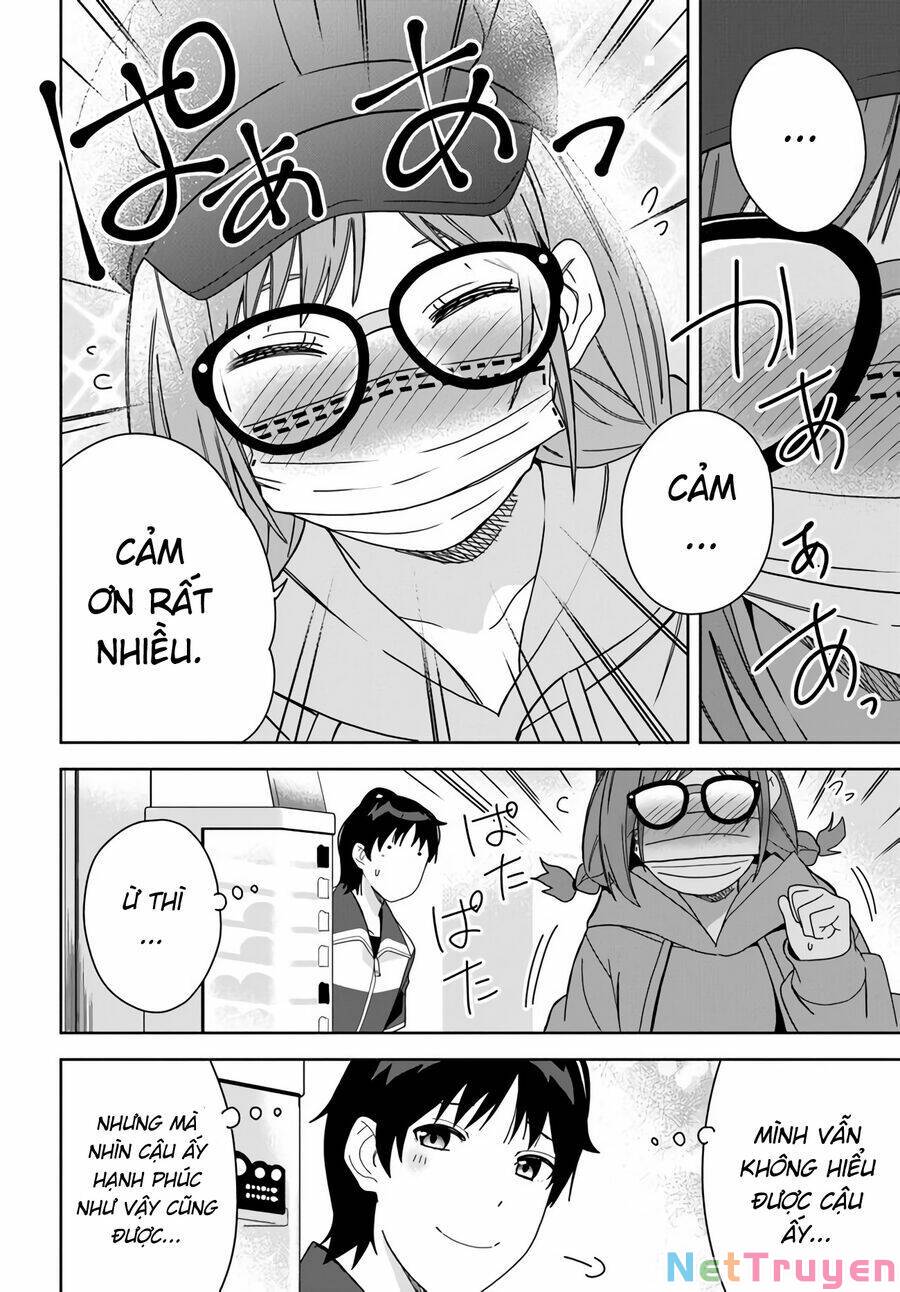 ...
かあぁぁ...
CẢM
...
ぱあぁあっ
CẢM
ƠN RẤT
NHIỀU.
ぱた
ぱた
Ừ THÌ
...
MÌNH VẪN
KHÔNG HIỂU
ĐƯỢC CẬU
ẤY...
NHƯNG MÀ
NHÌN CẬU ẤY
HẠNH PHÚC
NHƯ VẬY CŨNG
ĐƯỢC...
NETTRUYEN